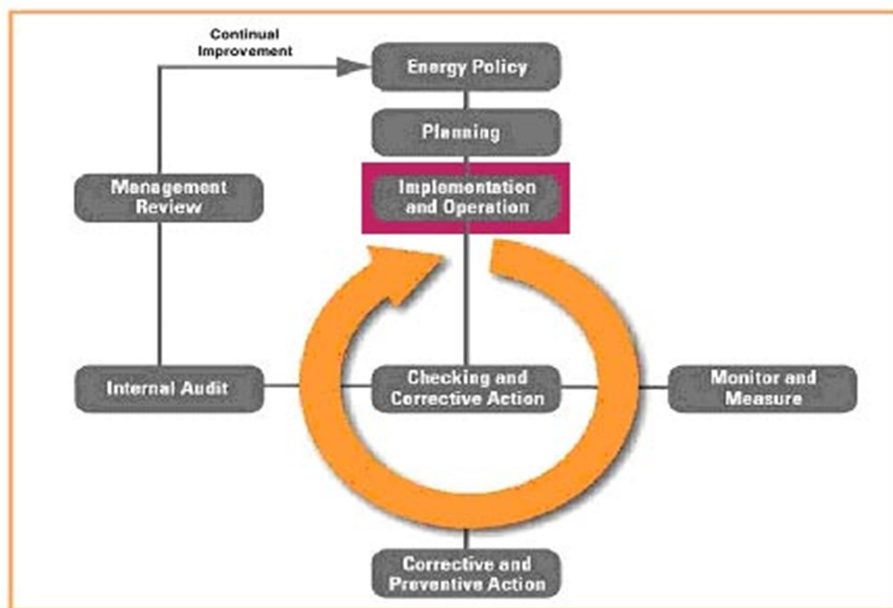 Continual
Improvement
Energy Policy
Planning
Management
Review
Implementation
and Operation
Internal Audit
Checking and
Corrective Action
Monitor and
Measure
Corrective and
Preventive Action